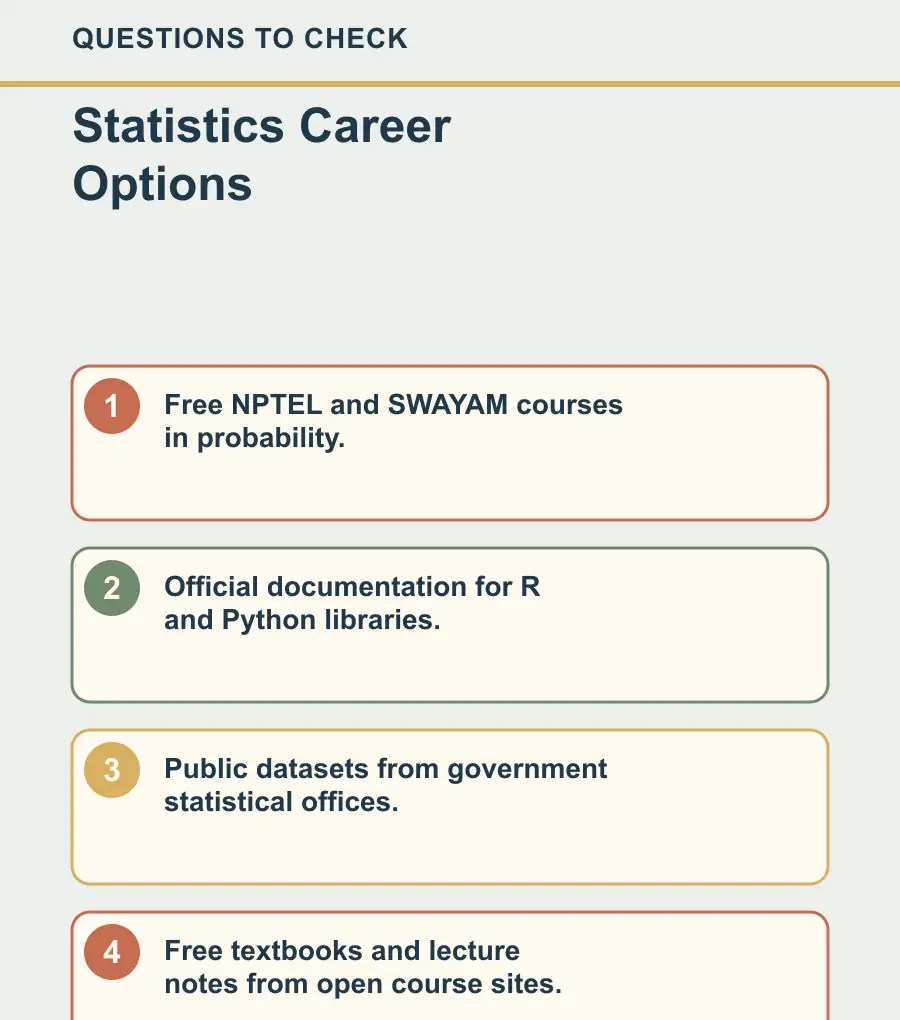 QUESTIONS TO CHECK
Statistics Career
Options
1
Free NPTEL and SWAYAM courses
in probability.
2
Official documentation for R
and Python libraries.
3
Public datasets from government
statistical offices.
4
Free textbooks and lecture
notes from open course sites.